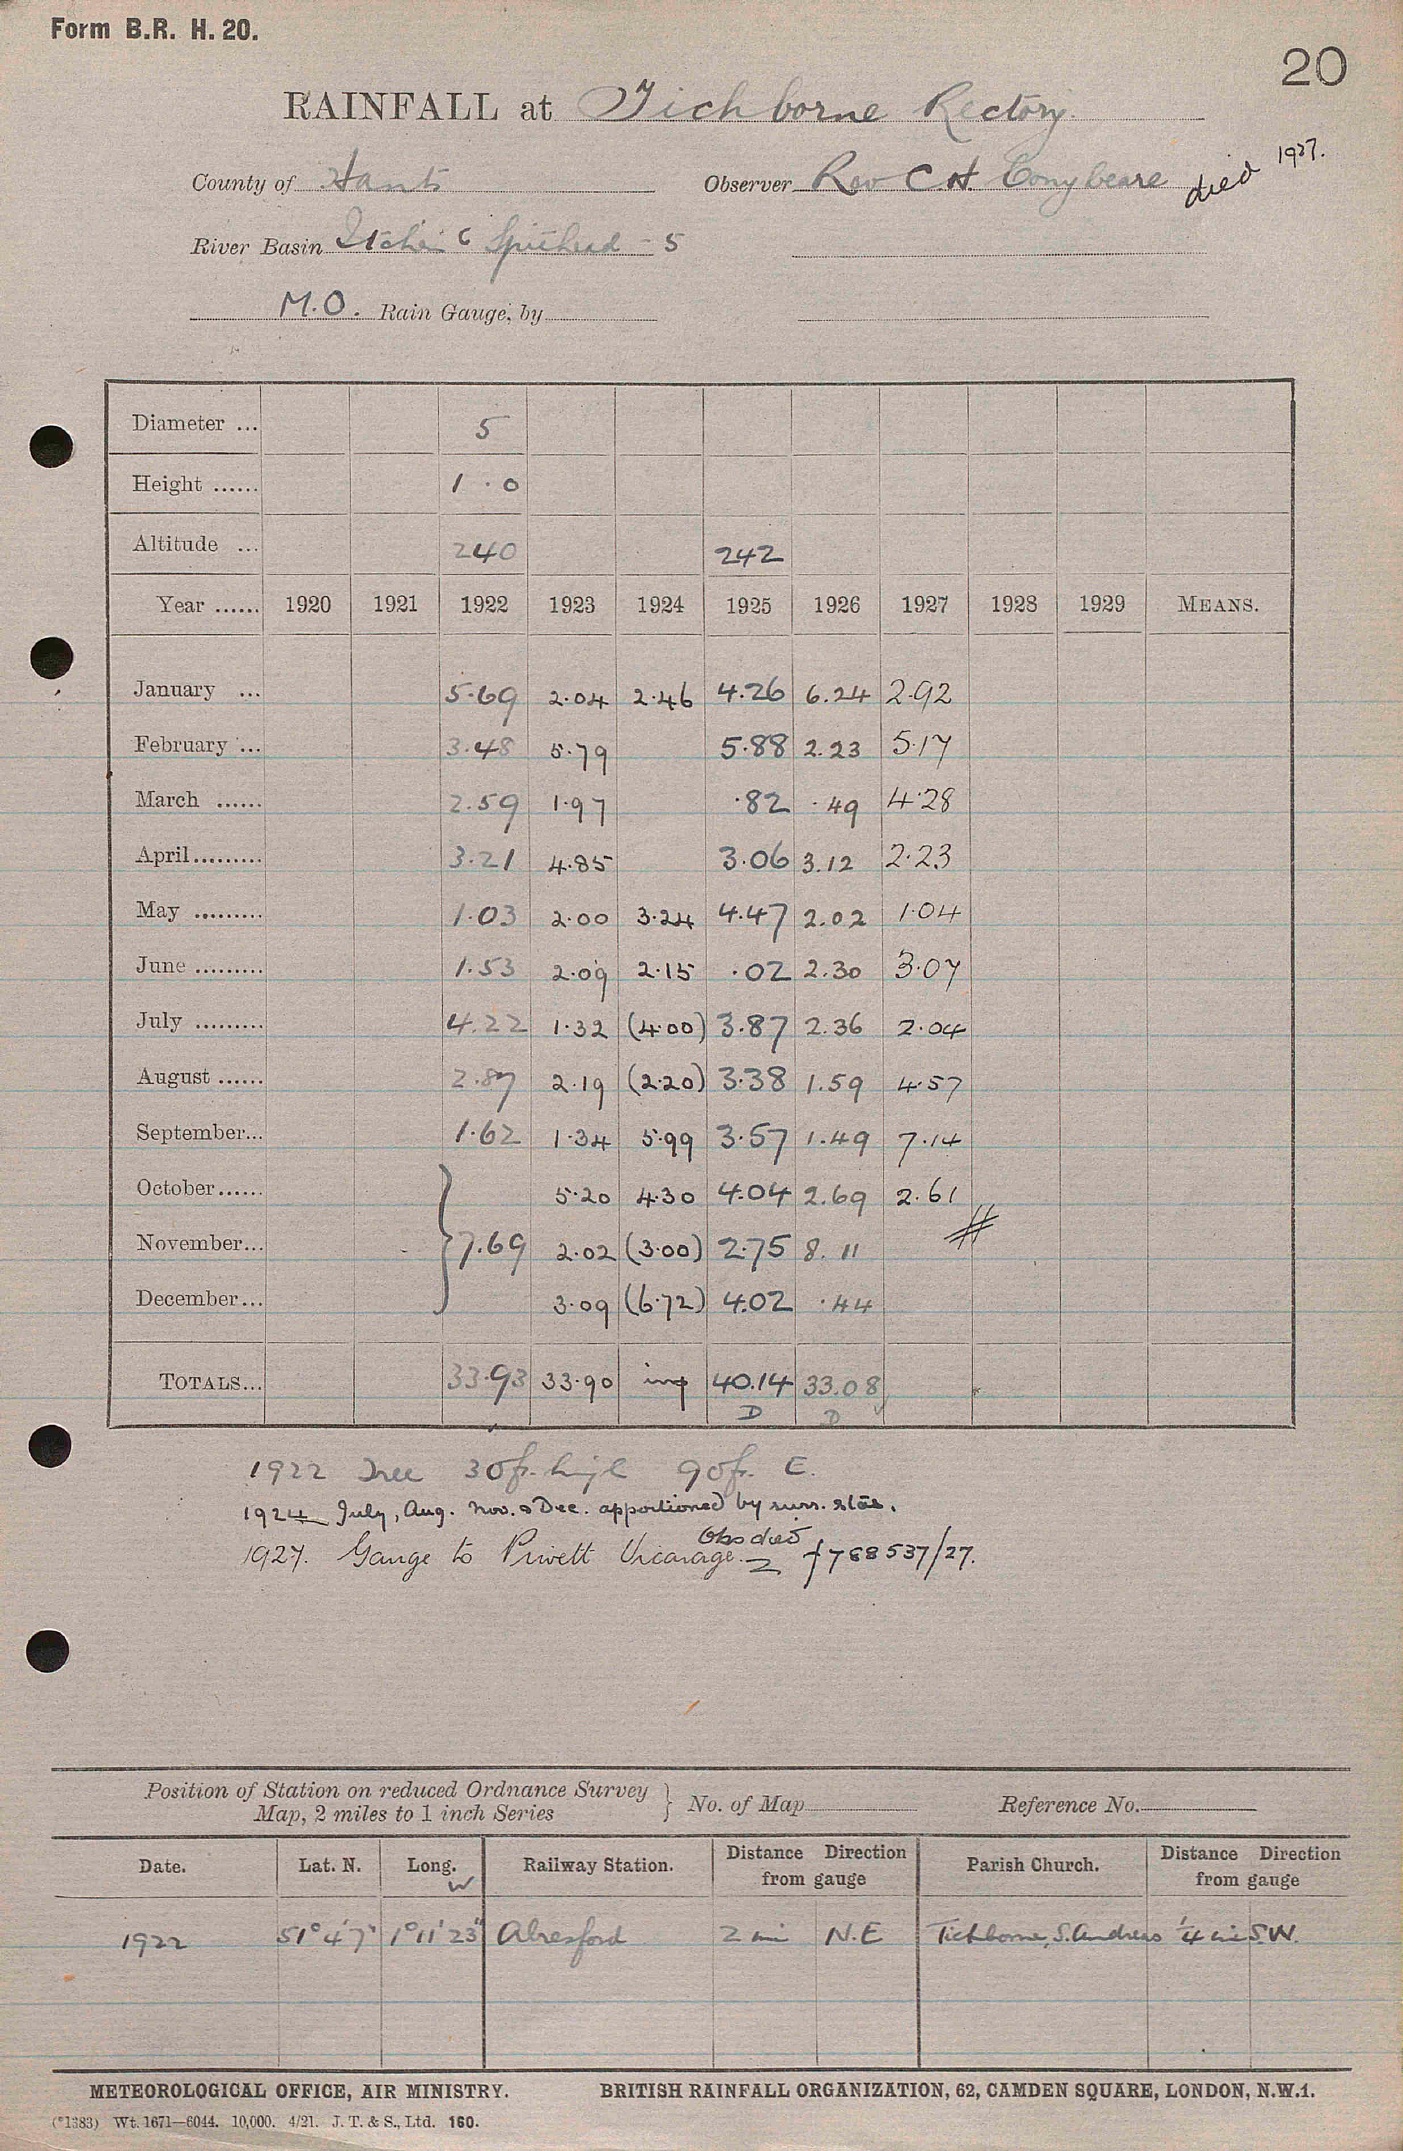 Form B.R. H. 20.
20
RAINFALL at Tichborne Rectory.
County of Hants Observer Rev C H. Conybeare died 1927.
River Basin Itchen 6 Spithead - 5
M.O. Rain Gauge, by
Diameter ... 5
Height ...... 1 . 0
Altitude ... 240 242
Year ...... 1920 1921 1922 1923 1924 1925 1926 1927 1928 1929 MEANS.
January ... 5.69 2.04 2.46 4.26 6.24 2.92
February ... 3.48 5.79 5.88 2.23 5.17
March ...... 2.59 1.97 .82 .49 4.28
April......... 3.21 4.85 3.06 3.12 2.23
May ......... 1.03 2.00 3.24 4.47 2.02 1.04
June ......... 1.53 2.09 2.15 .02 2.30 3.07
July ......... 4.22 1.32 (4.00) 3.87 2.36 2.04
August ...... 2.87 2.19 (2.20) 3.38 1.59 4.57
September... 1.62 1.34 5.99 3.57 1.49 7.14
October...... 5.20 4.30 4.04 2.69 2.61
November... } 7.69 2.02 (3.00) 2.75 8.11
December... 3.09 (6.72) 4.02 .44
TOTALS... 33.93 33.90 inp 40.14 33.08
D D
1922 Tree 30ft. high 90ft. E.
1924 July, Aug. Nov. & Dec. apportioned by surr. stns.
Obs died
1927. Gauge to Privett Vicarage. 768537/27.
Position of Station on reduced Ordnance Survey
Map, 2 miles to 1 inch Series } No. of Map Reference No.
Date. Lat. N. Long. W Railway Station. Distance Direction from gauge Parish Church. Distance Direction from gauge
1922 51° 4' 7" 1° 11' 23" Alresford 2 mi N.E Tichborne, S. Andrews ¼ mi S.W.
METEOROLOGICAL OFFICE, AIR MINISTRY. BRITISH RAINFALL ORGANIZATION, 62, CAMDEN SQUARE, LONDON, N.W.1.
(*1383) Wt. 1671—6044. 10,000. 4/21. J. T. & S., Ltd. 160.